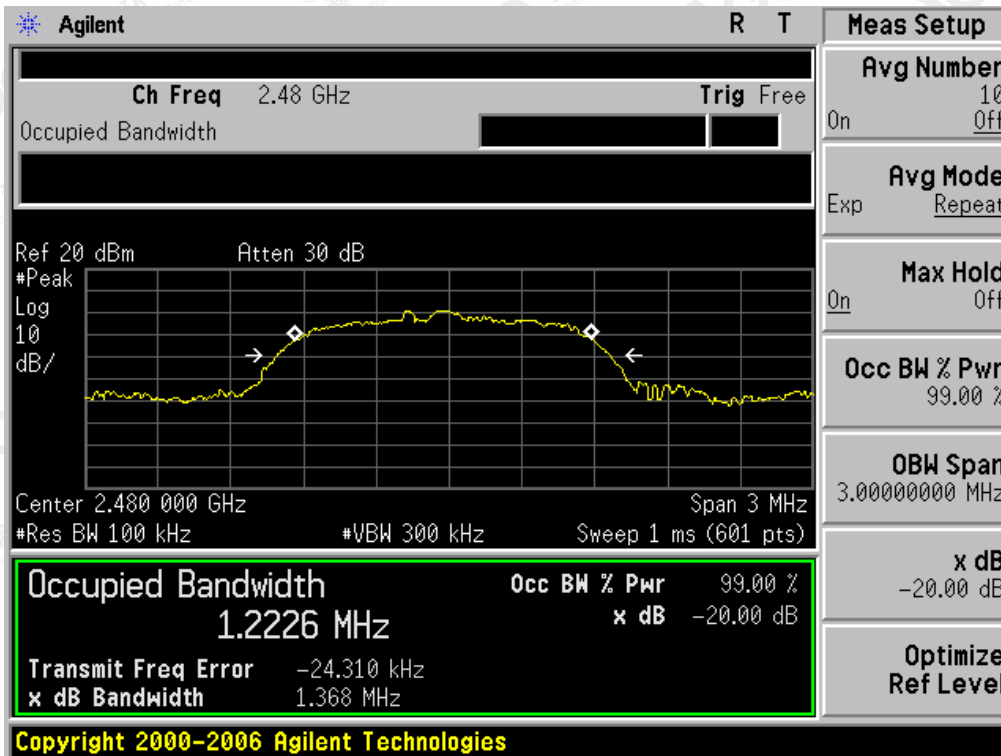 Agilent
R T
Ch Freq 2.48 GHz
Trig Free
Occupied Bandwidth
Ref 20 dBm
Atten 30 dB
#Peak
Log
10
dB/
Center 2.480 000 GHz
Span 3 MHz
#Res BW 100 kHz
#VBW 300 kHz
Sweep 1 ms (601 pts)
Occupied Bandwidth
1.2226 MHz
Occ BW % Pwr 99.00 %
x dB -20.00 dB
Transmit Freq Error -24.310 kHz
x dB Bandwidth 1.368 MHz
Copyright 2000-2006 Agilent Technologies
Meas Setup
Avg Number
10
On Off
Avg Mode
Exp Repeat
Max Hold
On Off
Occ BW % Pwr
99.00 %
OBW Span
3.00000000 MHz
x dB
-20.00 dB
Optimize
Ref Level